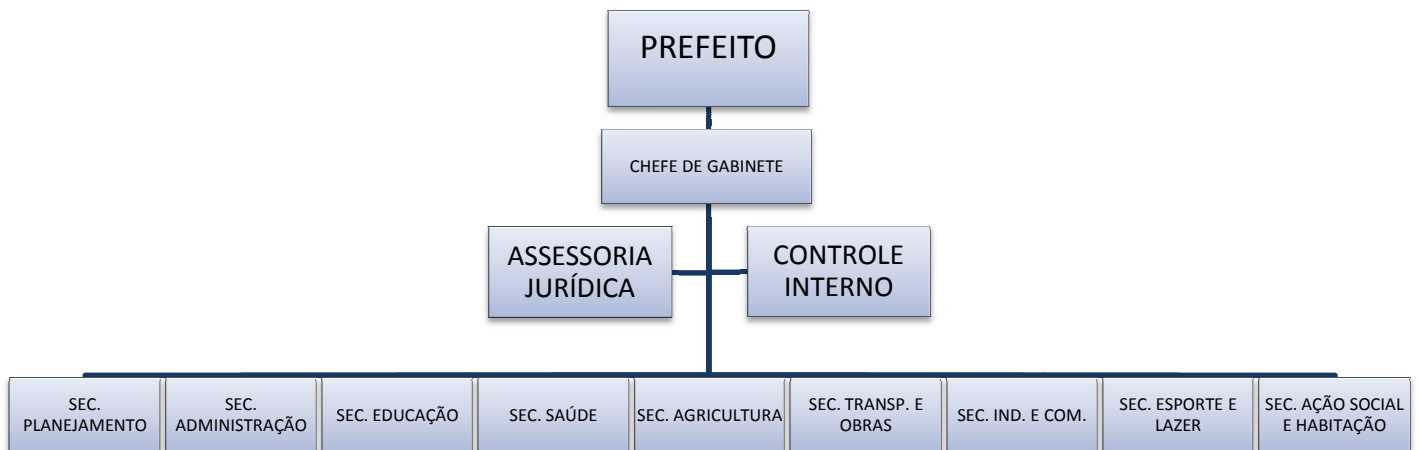 PREFEITO
CHEFE DE GABINETE
ASSESSORIA
JURÍDICA
CONTROLE
INTERNO
SEC.
PLANEJAMENTO
SEC.
ADMINISTRAÇÃO
SEC. EDUCAÇÃO
SEC. SAÚDE
SEC. AGRICULTURA
SEC. TRANSP. E
OBRAS
SEC. IND. E COM.
SEC. ESPORTE E
LAZER
SEC. AÇÃO SOCIAL
E HABITAÇÃO